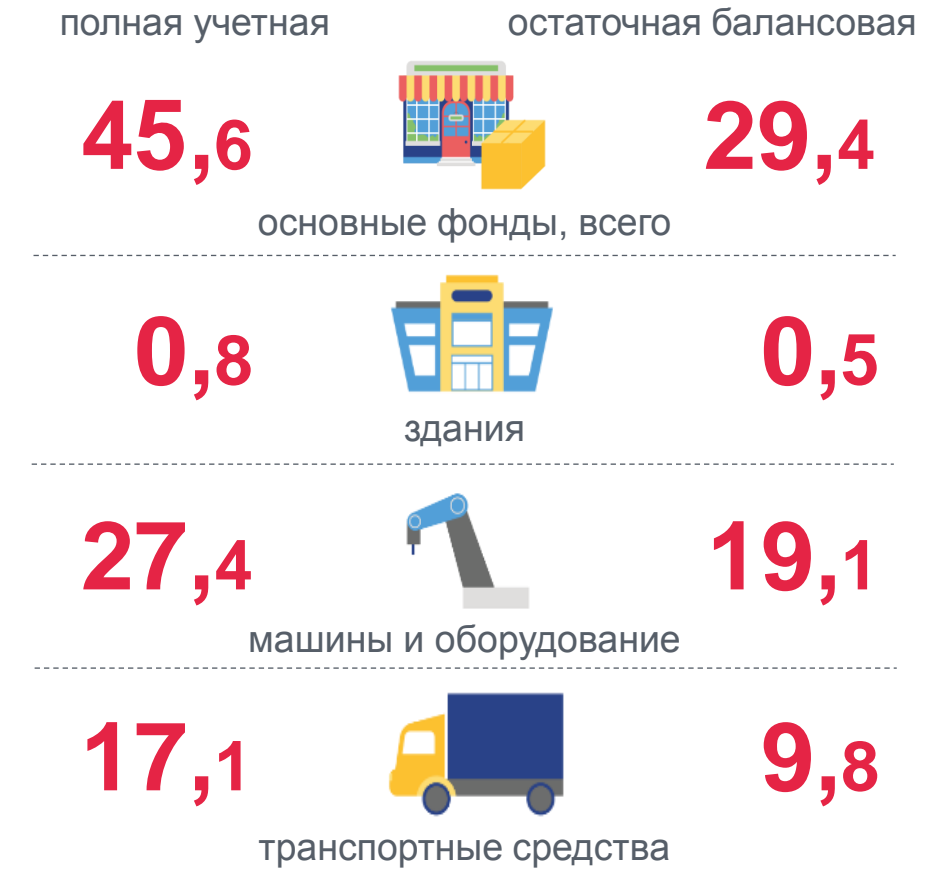 полная учетная остаточная балансовая
45,6 29,4
основные фонды, всего
0,8 0,5
здания
27,4 19,1
машины и оборудование
17,1 9,8
транспортные средства